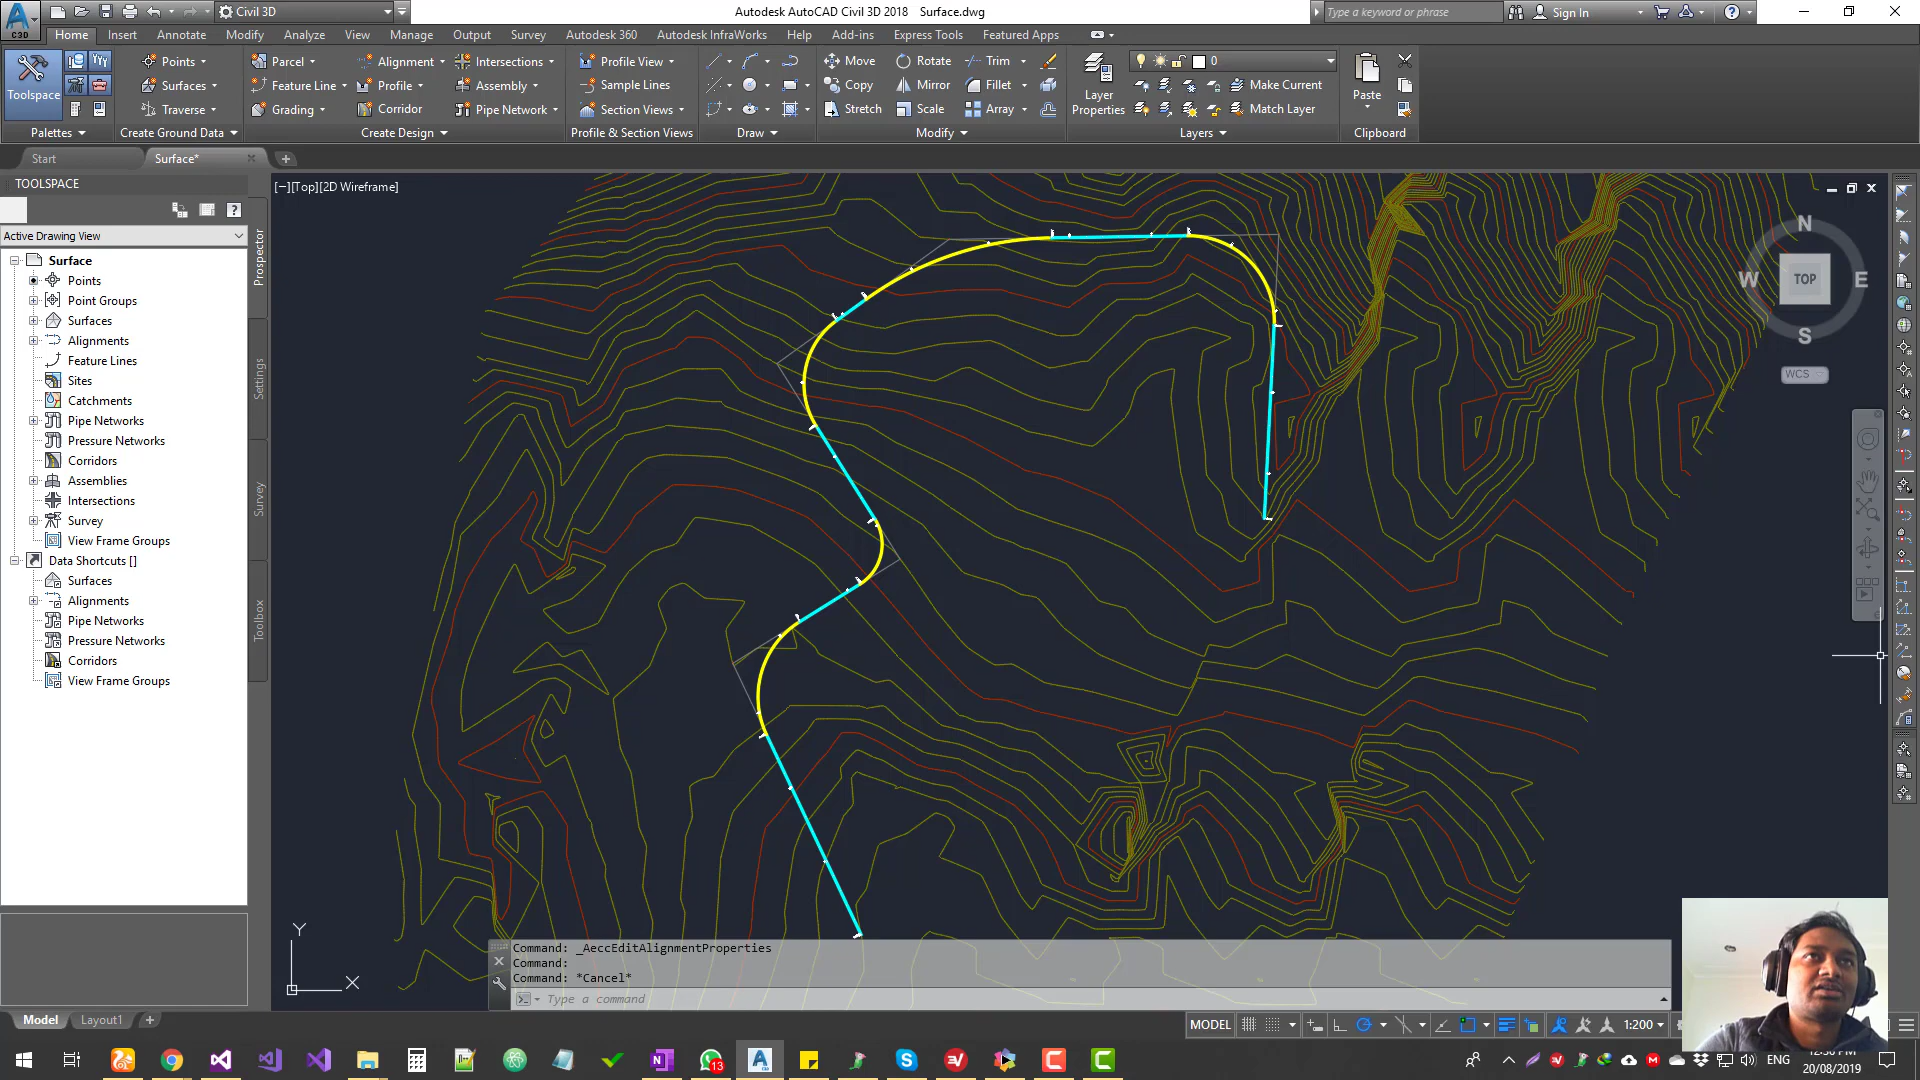 C3D
Civil 3D
Autodesk AutoCAD Civil 3D 2018 Surface.dwg
Type a keyword or phrase
Sign In
Home Insert Annotate Modify Analyze View Manage Output Survey Autodesk 360 Autodesk InfraWorks Help Add-ins Express Tools Featured Apps
Toolspace
Points
Surfaces
Traverse
Parcel
Feature Line
Grading
Alignment
Profile
Corridor
Intersections
Assembly
Pipe Network
Profile View
Sample Lines
Section Views
Move
Copy
Stretch
Rotate
Mirror
Scale
Trim
Fillet
Array
Layer
Properties
0
Make Current
Match Layer
Paste
Palettes Create Ground Data Create Design Profile & Section Views Draw Modify Layers Clipboard
Start Surface*
TOOLSPACE
Active Drawing View
Surface
Points
Point Groups
Surfaces
Alignments
Feature Lines
Sites
Catchments
Pipe Networks
Pressure Networks
Corridors
Assemblies
Intersections
Survey
View Frame Groups
Data Shortcuts []
Surfaces
Alignments
Pipe Networks
Pressure Networks
Corridors
View Frame Groups
Prospector
Settings
Survey
Toolbox
[−][Top][2D Wireframe]
N
W TOP E
S
WCS
Y
X
Command: _AeccEditAlignmentProperties
Command:
Command: *Cancel*
Type a command
Model Layout1
MODEL
1:200
13
ENG
20/08/2019